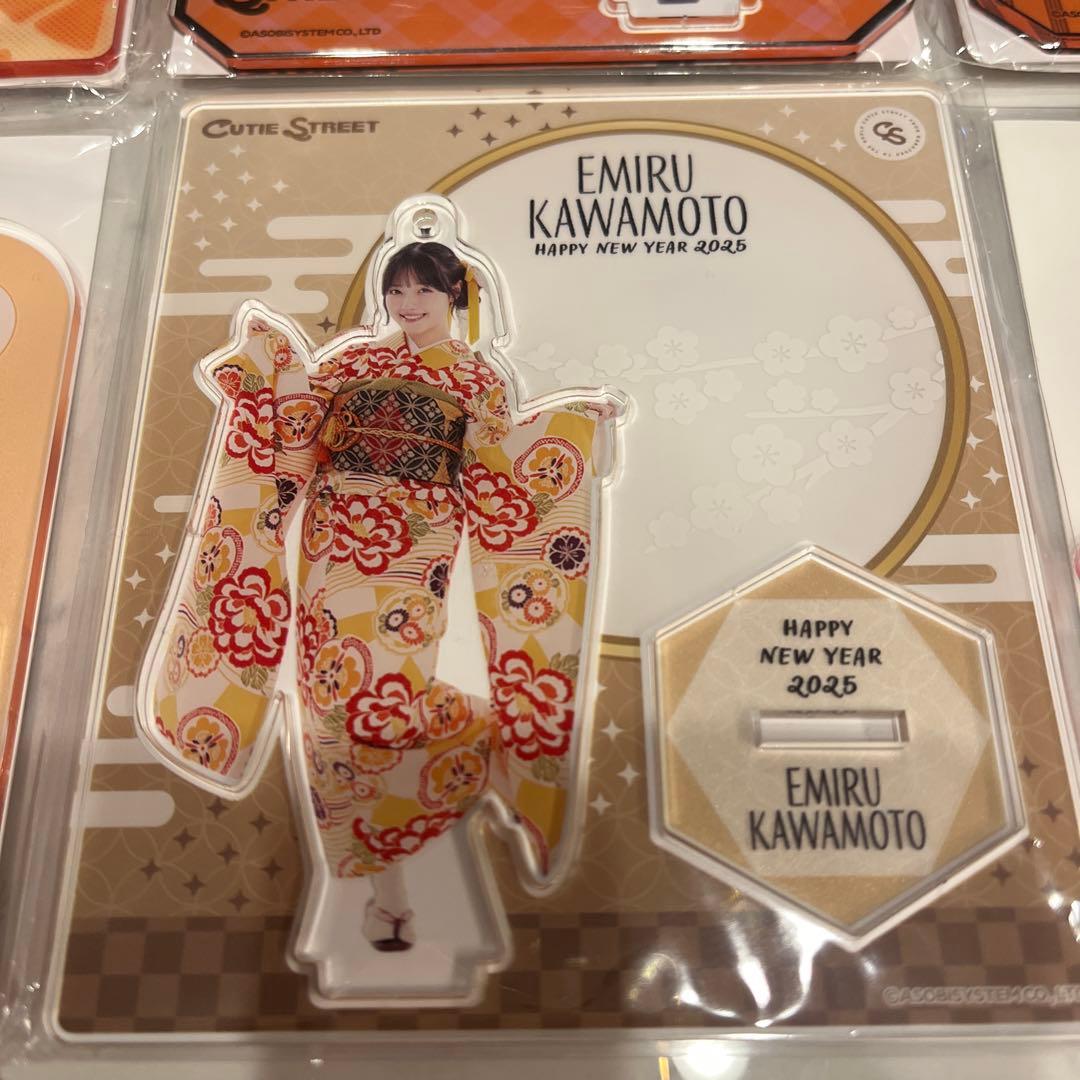 ©ASOBISYSTEM CO., LTD
CUTIE STREET
CS
EMIRU
KAWAMOTO
HAPPY NEW YEAR 2025
HAPPY
NEW YEAR
2025
EMIRU
KAWAMOTO
©ASOBISYSTEM CO., LTD